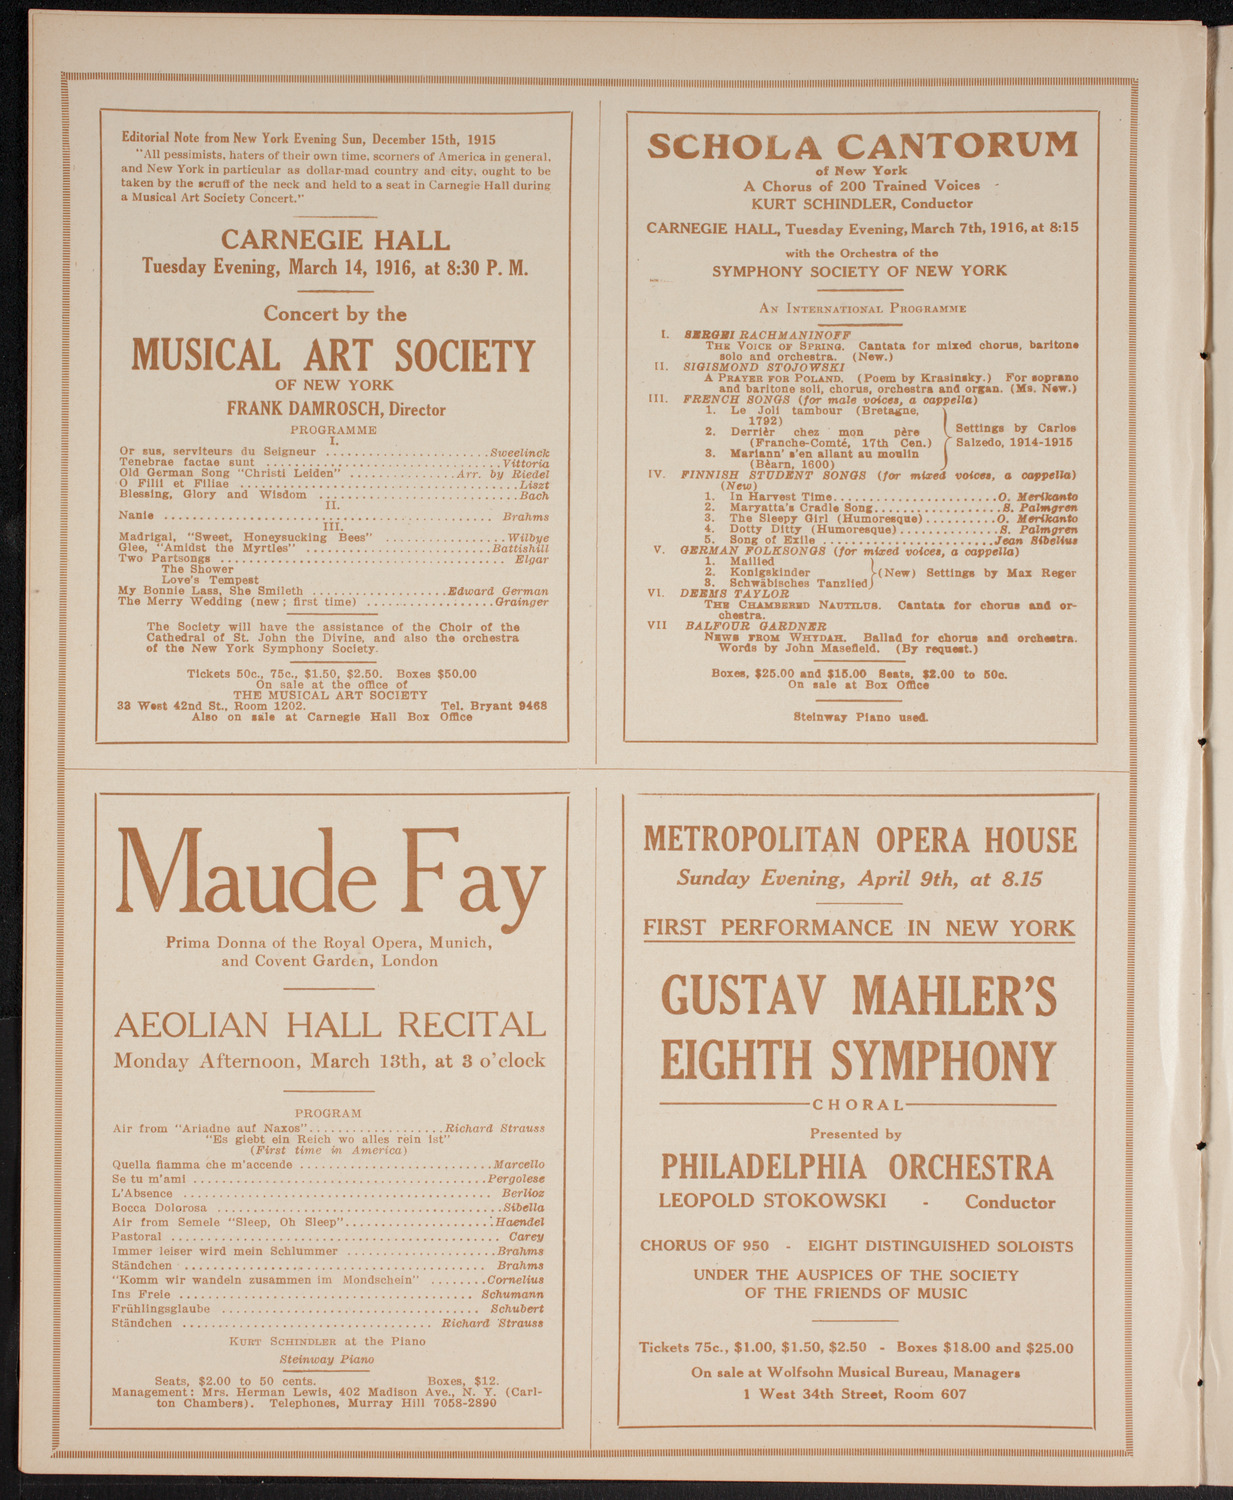 Editorial Note from New York Evening Sun, December 15th, 1915
"All pessimists, haters of their own time, scorners of America in general,
and New York in particular as dollar-mad country and city, ought to be
taken by the scruff of the neck and held to a seat in Carnegie Hall during
a Musical Art Society Concert."
CARNEGIE HALL
Tuesday Evening, March 14, 1916, at 8:30 P. M.
Concert by the
MUSICAL ART SOCIETY
OF NEW YORK
FRANK DAMROSCH, Director
PROGRAMME
I.
Or sus, serviteurs du Seigneur ........................Sweelinck
Tenebrae factae sunt ..................................Vittoria
Old German Song "Christi Leiden" ...............Arr. by Riedel
O Filii et Filiae .......................................Liszt
Blessing, Glory and Wisdom .............................Bach
II.
Nanie ................................................ Brahms
III.
Madrigal, "Sweet, Honeysucking Bees" ...................Wilbye
Glee, "Amidst the Myrtles" ...........................Battishill
Two Partsongs ......................................... Elgar
The Shower
Love's Tempest
My Bonnie Lass, She Smileth ...................Edward German
The Merry Wedding (new; first time) ..................Grainger
The Society will have the assistance of the Choir of the
Cathedral of St. John the Divine, and also the orchestra
of the New York Symphony Society.
Tickets 50c., 75c., $1.50, $2.50. Boxes $50.00
On sale at the office of
THE MUSICAL ART SOCIETY
33 West 42nd St., Room 1202. Tel. Bryant 9468
Also on sale at Carnegie Hall Box Office
SCHOLA CANTORUM
of New York
A Chorus of 200 Trained Voices
KURT SCHINDLER, Conductor
CARNEGIE HALL, Tuesday Evening, March 7th, 1916, at 8:15
with the Orchestra of the
SYMPHONY SOCIETY OF NEW YORK
AN INTERNATIONAL PROGRAMME
I. SERGEI RACHMANINOFF
THE VOICE OF SPRING. Cantata for mixed chorus, baritone
solo and orchestra. (New.)
II. SIGISMOND STOJOWSKI
A PRAYER FOR POLAND. (Poem by Krasinsky.) For soprano
and baritone soli, chorus, orchestra and organ. (Ms. New.)
III. FRENCH SONGS (for male voices, a cappella)
1. Le Joli tambour (Bretagne,
1792)
2. Derrièr chez mon père
(Franche-Comté, 17th Cen.)
3. Mariann' s'en allant au moulin
(Bèarn, 1600)
Settings by Carlos
Salzedo, 1914-1915
IV. FINNISH STUDENT SONGS (for mixed voices, a cappella)
(New)
1. In Harvest Time.......................O. Merikanto
2. Maryatta's Cradle Song..................S. Palmgren
3. The Sleepy Girl (Humoresque)..........O. Merikanto
4. Dotty Ditty (Humoresque)..............S. Palmgren
5. Song of Exile ........................Jean Sibelius
V. GERMAN FOLKSONGS (for mixed voices, a cappella)
1. Mailied
2. Konigskinder
3. Schwäbisches Tanzlied
(New) Settings by Max Reger
VI. DEEMS TAYLOR
THE CHAMBERED NAUTILUS. Cantata for chorus and or-
chestra.
VII BALFOUR GARDNER
NEWS FROM WHYDAH. Ballad for chorus and orchestra.
Words by John Masefield. (By request.)
Boxes, $25.00 and $15.00 Seats, $2.00 to 50c.
On sale at Box Office
Steinway Piano used.
Maude Fay
Prima Donna of the Royal Opera, Munich,
and Covent Garden, London
AEOLIAN HALL RECITAL
Monday Afternoon, March 13th, at 3 o'clock
PROGRAM
Air from "Ariadne auf Naxos"...................Richard Strauss
"Es giebt ein Reich wo alles rein ist"
(First time in America)
Quella fiamma che m'accende ...........................Marcello
Se tu m'ami .........................................Pergolese
L'Absence ........................................... Berlioz
Bocca Dolorosa .......................................Sibella
Air from Semele "Sleep, Oh Sleep".....................Haendel
Pastoral .............................................. Carey
Immer leiser wird mein Schlummer .....................Brahms
Ständchen ............................................ Brahms
"Komm wir wandeln zusammen im Mondschein" ........Cornelius
Ins Freie ........................................... Schumann
Frühlingsglaube .................................... Schubert
Ständchen ................................... Richard Strauss
KURT SCHINDLER at the Piano
Steinway Piano
Seats, $2.00 to 50 cents. Boxes, $12.
Management: Mrs. Herman Lewis, 402 Madison Ave., N. Y. (Carl-
ton Chambers). Telephones, Murray Hill 7058-2890
METROPOLITAN OPERA HOUSE
Sunday Evening, April 9th, at 8.15
FIRST PERFORMANCE IN NEW YORK
GUSTAV MAHLER'S
EIGHTH SYMPHONY
CHORAL
Presented by
PHILADELPHIA ORCHESTRA
LEOPOLD STOKOWSKI - Conductor
CHORUS OF 950 - EIGHT DISTINGUISHED SOLOISTS
UNDER THE AUSPICES OF THE SOCIETY
OF THE FRIENDS OF MUSIC
Tickets 75c., $1.00, $1.50, $2.50 - Boxes $18.00 and $25.00
On sale at Wolfsohn Musical Bureau, Managers
1 West 34th Street, Room 607